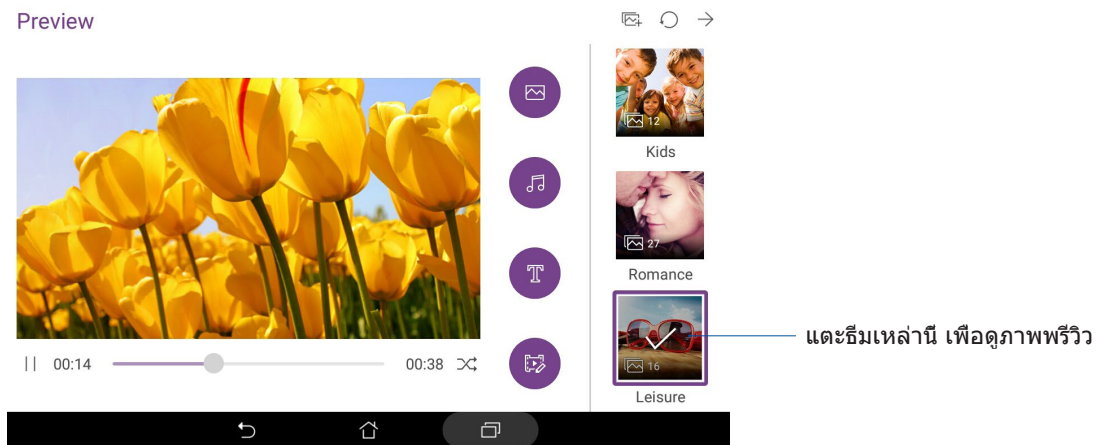 Preview
12
Kids
27
Romance
16
Leisure
00:14
00:38
T
แตะธีมเหล่านี้ เพื่อดูภาพพรีวิว